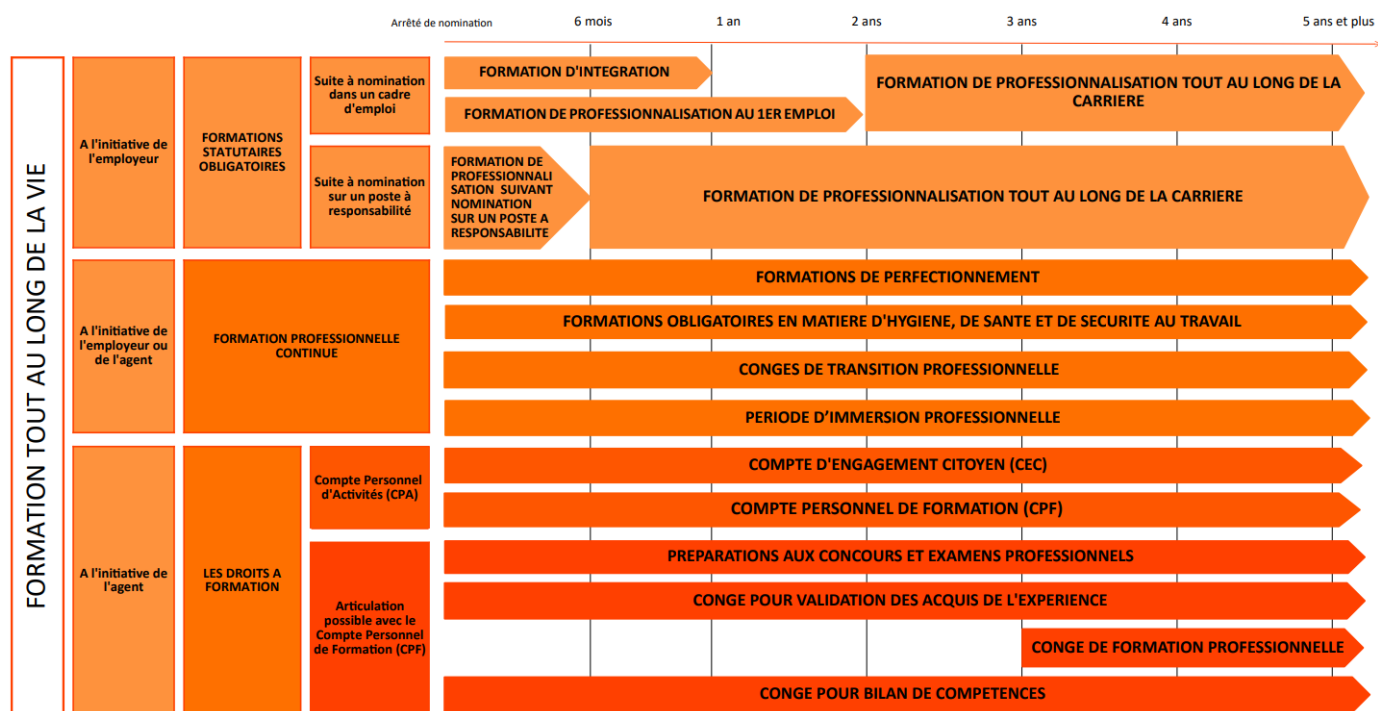 Arrêté de nomination
6 mois
1 an
2 ans
3 ans
4 ans
5 ans et plus
FORMATION TOUT AU LONG DE LA VIE
A l'initiative de
l'employeur
FORMATIONS
STATUTAIRES
OBLIGATOIRES
Suite à nomination
dans un cadre
d'emploi
FORMATION D'INTEGRATION
FORMATION DE PROFESSIONNALISATION AU 1ER EMPLOI
FORMATION DE PROFESSIONNALISATION TOUT AU LONG DE LA
CARRIERE
Suite à nomination
sur un poste à
responsabilité
FORMATION DE
PROFESSIONNALI
SATION SUIVANT
NOMINATION
SUR UN POSTE A
RESPONSABILITE
FORMATION DE PROFESSIONNALISATION TOUT AU LONG DE LA CARRIERE
A l'initiative de
l'employeur ou
de l'agent
FORMATION PROFESSIONNELLE
CONTINUE
FORMATIONS DE PERFECTIONNEMENT
FORMATIONS OBLIGATOIRES EN MATIERE D'HYGIENE, DE SANTE ET DE SECURITE AU TRAVAIL
CONGES DE TRANSITION PROFESSIONNELLE
PERIODE D’IMMERSION PROFESSIONNELLE
A l'initiative de
l'agent
LES DROITS A
FORMATION
Compte Personnel
d'Activités (CPA)
COMPTE D'ENGAGEMENT CITOYEN (CEC)
COMPTE PERSONNEL DE FORMATION (CPF)
Articulation
possible avec le
Compte Personnel
de Formation (CPF)
PREPARATIONS AUX CONCOURS ET EXAMENS PROFESSIONNELS
CONGE POUR VALIDATION DES ACQUIS DE L'EXPERIENCE
CONGE DE FORMATION PROFESSIONNELLE
CONGE POUR BILAN DE COMPETENCES